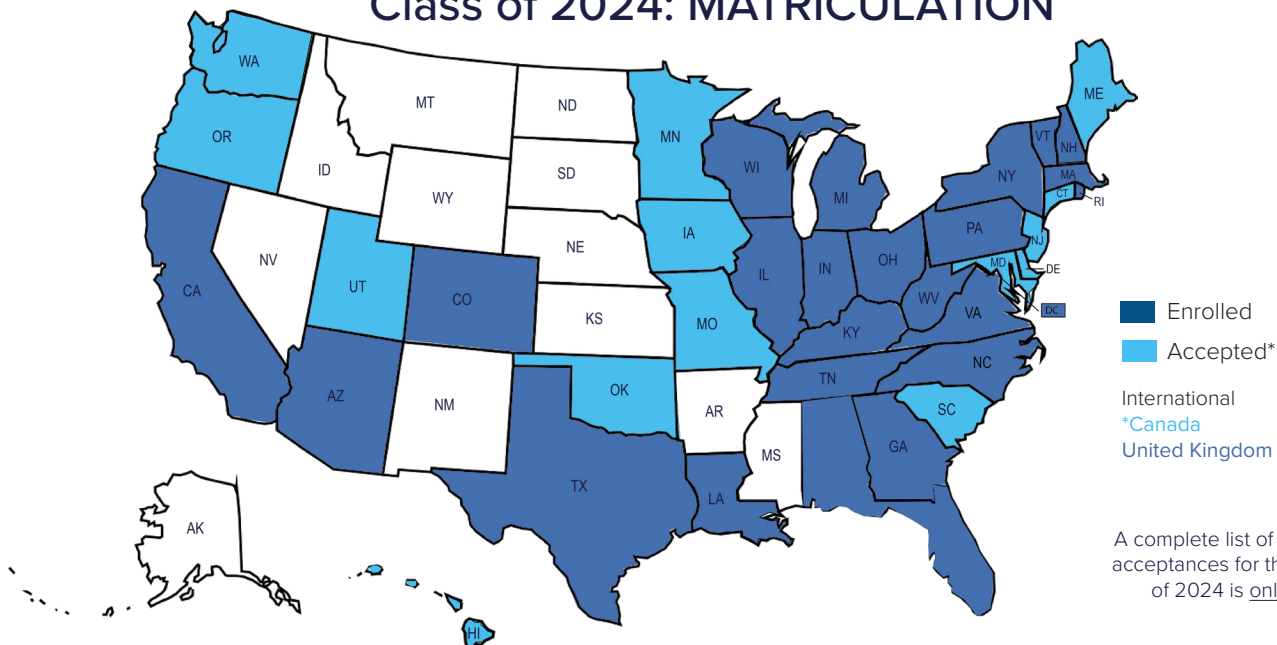 Class of 2024: MATRICULATION
WA
MT
ND
MN
ME
OR
ID
SD
WI
VT
NH
NY
MA
WY
MI
CT
RI
IA
PA
NE
NJ
NV
UT
CO
IL
IN
OH
MD
DE
CA
WV
DC
KS
MO
VA
KY
NC
TN
AZ
NM
OK
AR
SC
MS
GA
TX
LA
AK
HI
Enrolled
Accepted*
International
*Canada
United Kingdom
A complete list of
acceptances for th
of 2024 is onl